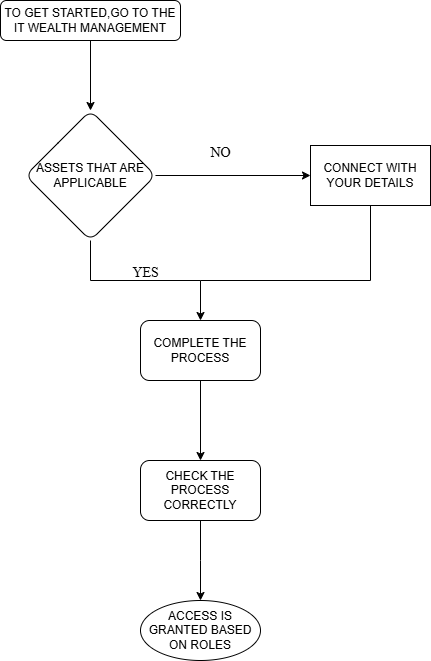 TO GET STARTED,GO TO THE
IT WEALTH MANAGEMENT
ASSETS THAT ARE
APPLICABLE
NO
CONNECT WITH
YOUR DETAILS
YES
COMPLETE THE
PROCESS
CHECK THE
PROCESS
CORRECTLY
ACCESS IS
GRANTED BASED
ON ROLES